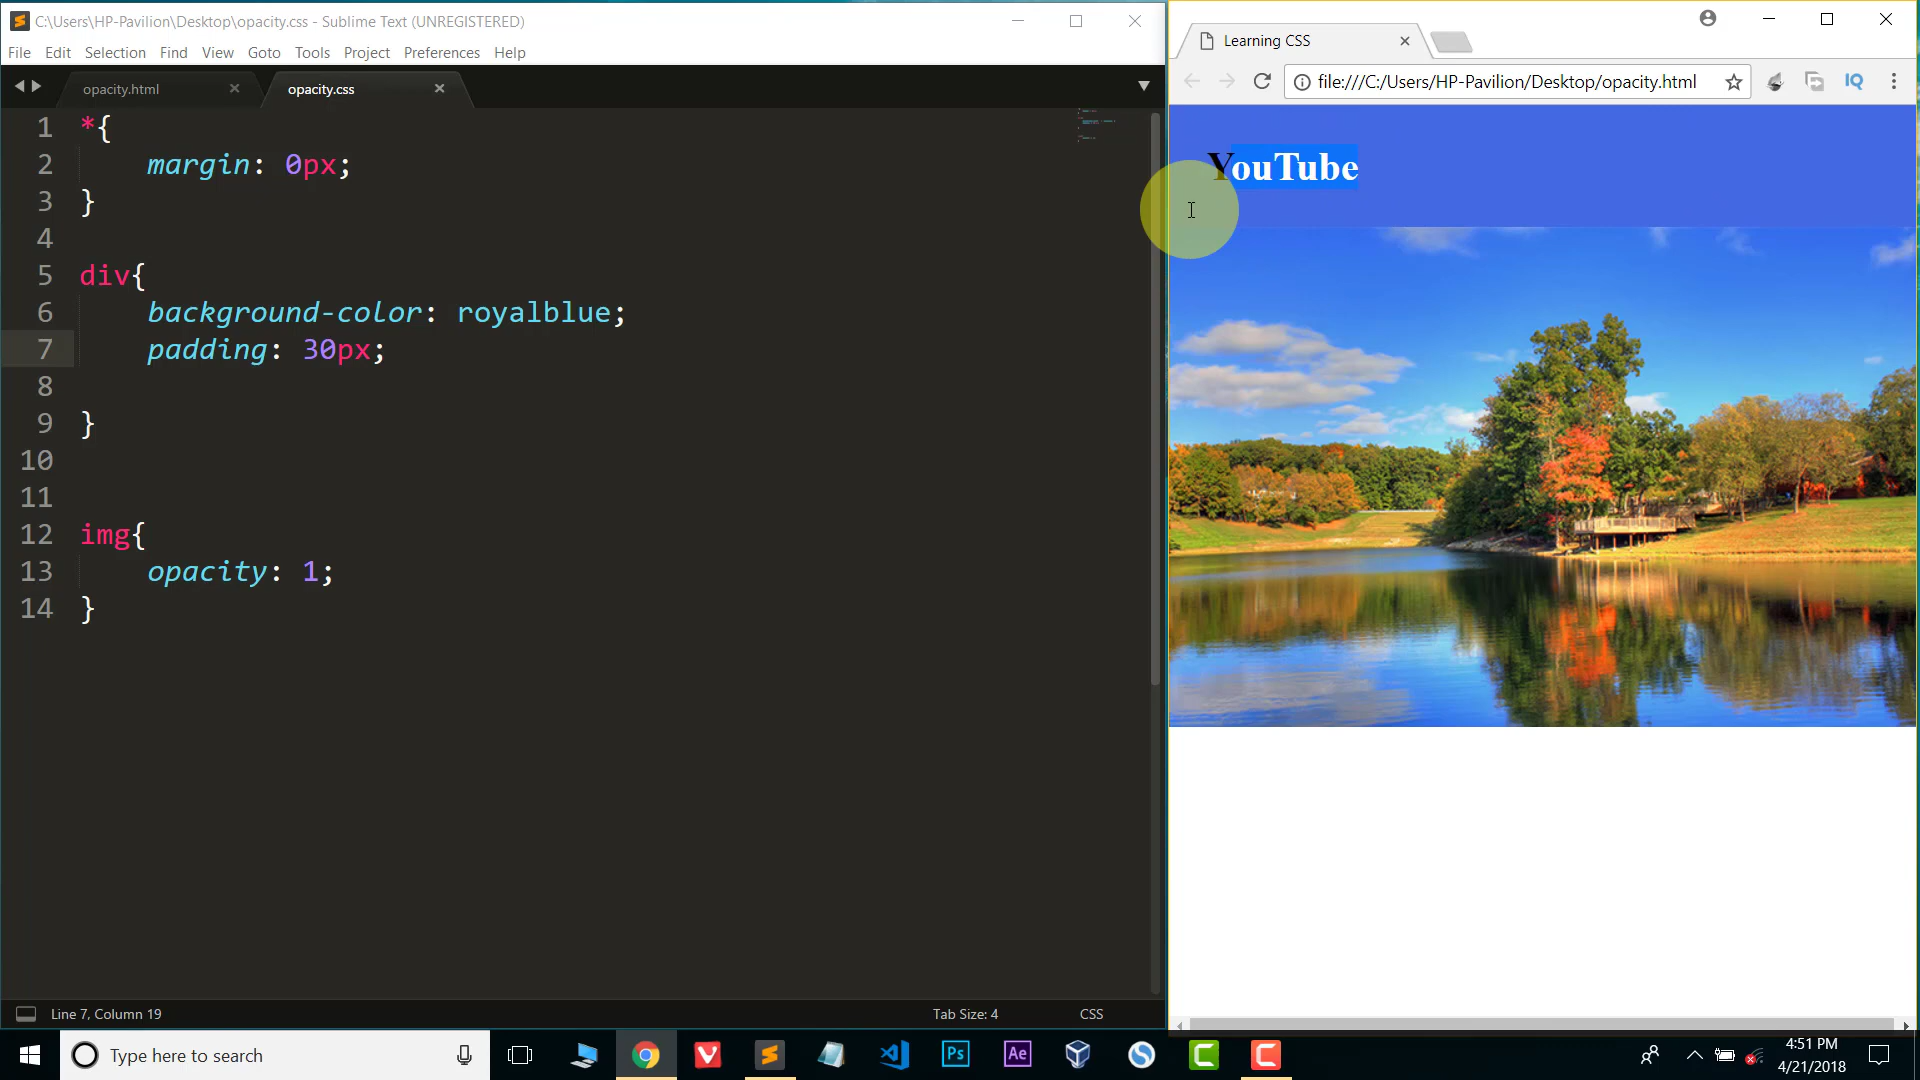 C:\Users\HP-Pavilion\Desktop\opacity.css - Sublime Text (UNREGISTERED)
File Edit Selection Find View Goto Tools Project Preferences Help
opacity.html
opacity.css
1 *{
2 margin: 0px;
3 }
4
5 div{
6 background-color: royalblue;
7 padding: 30px;
8
9 }
10
11
12 img{
13 opacity: 1;
14 }
Line 7, Column 19
Tab Size: 4
CSS
Learning CSS
file:///C:/Users/HP-Pavilion/Desktop/opacity.html
IQ
YouTube
Type here to search
Ps
Ae
4:51 PM
4/21/2018